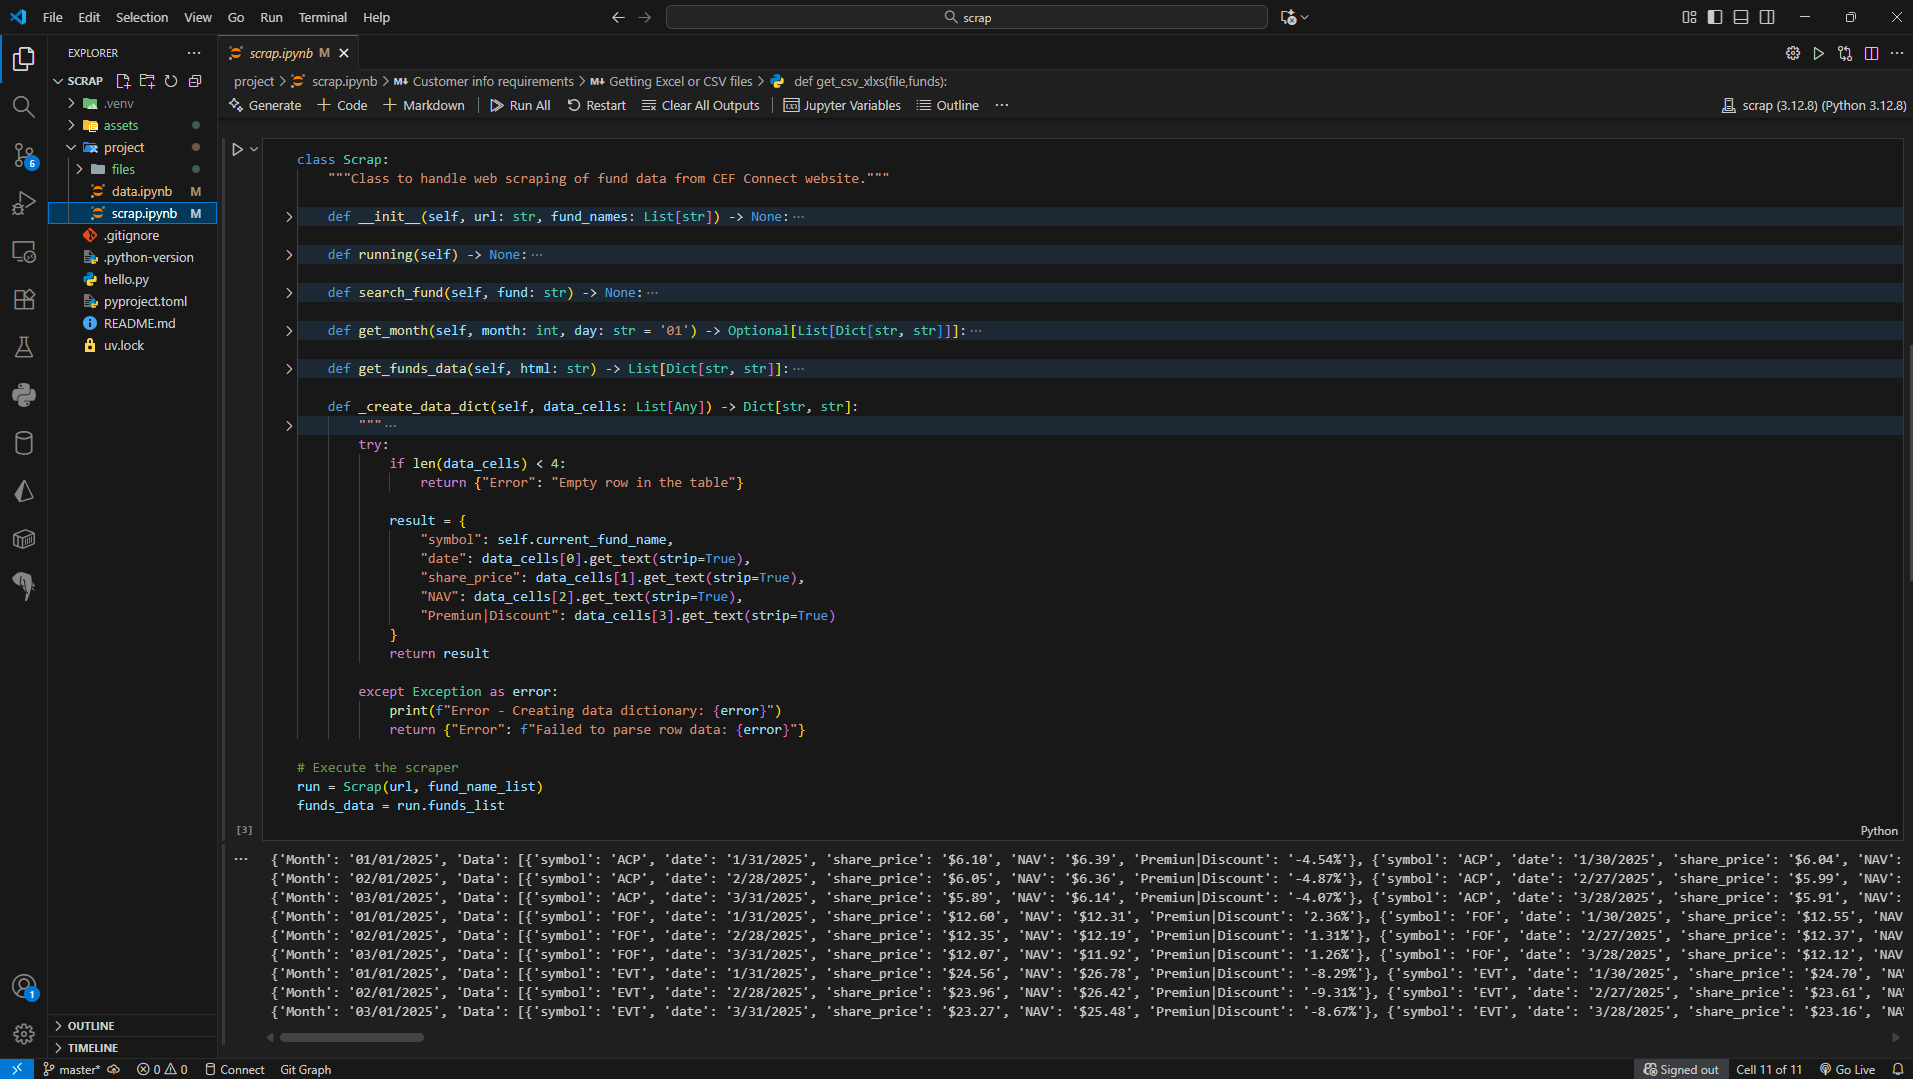 File Edit Selection View Go Run Terminal Help
scrap
EXPLORER
scrap.ipynb M
SCRAP
project > scrap.ipynb > M↓ Customer info requirements > M↓ Getting Excel or CSV files > def get_csv_xlxs(file,funds):
Generate + Code + Markdown Run All Restart Clear All Outputs Jupyter Variables Outline ...
scrap (3.12.8) (Python 3.12.8)
.venv
assets
project
files
data.ipynb M
scrap.ipynb M
.gitignore
.python-version
hello.py
pyproject.toml
README.md
uv.lock
6
1
OUTLINE
TIMELINE
class Scrap:
"""Class to handle web scraping of fund data from CEF Connect website."""
def __init__(self, url: str, fund_names: List[str]) -> None: ...
def running(self) -> None: ...
def search_fund(self, fund: str) -> None: ...
def get_month(self, month: int, day: str = '01') -> Optional[List[Dict[str, str]]]: ...
def get_funds_data(self, html: str) -> List[Dict[str, str]]: ...
def _create_data_dict(self, data_cells: List[Any]) -> Dict[str, str]:
""" ...
try:
if len(data_cells) < 4:
return {"Error": "Empty row in the table"}
result = {
"symbol": self.current_fund_name,
"date": data_cells[0].get_text(strip=True),
"share_price": data_cells[1].get_text(strip=True),
"NAV": data_cells[2].get_text(strip=True),
"Premiun|Discount": data_cells[3].get_text(strip=True)
}
return result
except Exception as error:
print(f"Error - Creating data dictionary: {error}")
return {"Error": f"Failed to parse row data: {error}"}
# Execute the scraper
run = Scrap(url, fund_name_list)
funds_data = run.funds_list
[3]
Python
{'Month': '01/01/2025', 'Data': [{'symbol': 'ACP', 'date': '1/31/2025', 'share_price': '$6.10', 'NAV': '$6.39', 'Premiun|Discount': '-4.54%'}, {'symbol': 'ACP', 'date': '1/30/2025', 'share_price': '$6.04', 'NAV':
{'Month': '02/01/2025', 'Data': [{'symbol': 'ACP', 'date': '2/28/2025', 'share_price': '$6.05', 'NAV': '$6.36', 'Premiun|Discount': '-4.87%'}, {'symbol': 'ACP', 'date': '2/27/2025', 'share_price': '$5.99', 'NAV':
{'Month': '03/01/2025', 'Data': [{'symbol': 'ACP', 'date': '3/31/2025', 'share_price': '$5.89', 'NAV': '$6.14', 'Premiun|Discount': '-4.07%'}, {'symbol': 'ACP', 'date': '3/28/2025', 'share_price': '$5.91', 'NAV':
{'Month': '01/01/2025', 'Data': [{'symbol': 'FOF', 'date': '1/31/2025', 'share_price': '$12.60', 'NAV': '$12.31', 'Premiun|Discount': '2.36%'}, {'symbol': 'FOF', 'date': '1/30/2025', 'share_price': '$12.55', 'NAV
{'Month': '02/01/2025', 'Data': [{'symbol': 'FOF', 'date': '2/28/2025', 'share_price': '$12.35', 'NAV': '$12.19', 'Premiun|Discount': '1.31%'}, {'symbol': 'FOF', 'date': '2/27/2025', 'share_price': '$12.37', 'NAV
{'Month': '03/01/2025', 'Data': [{'symbol': 'FOF', 'date': '3/31/2025', 'share_price': '$12.07', 'NAV': '$11.92', 'Premiun|Discount': '1.26%'}, {'symbol': 'FOF', 'date': '3/28/2025', 'share_price': '$12.12', 'NAV
{'Month': '01/01/2025', 'Data': [{'symbol': 'EVT', 'date': '1/31/2025', 'share_price': '$24.56', 'NAV': '$26.78', 'Premiun|Discount': '-8.29%'}, {'symbol': 'EVT', 'date': '1/30/2025', 'share_price': '$24.70', 'NA
{'Month': '02/01/2025', 'Data': [{'symbol': 'EVT', 'date': '2/28/2025', 'share_price': '$23.96', 'NAV': '$26.42', 'Premiun|Discount': '-9.31%'}, {'symbol': 'EVT', 'date': '2/27/2025', 'share_price': '$23.61', 'NA
{'Month': '03/01/2025', 'Data': [{'symbol': 'EVT', 'date': '3/31/2025', 'share_price': '$23.27', 'NAV': '$25.48', 'Premiun|Discount': '-8.67%'}, {'symbol': 'EVT', 'date': '3/28/2025', 'share_price': '$23.16', 'NA
master* 0 0 Connect Git Graph
Signed out Cell 11 of 11 Go Live